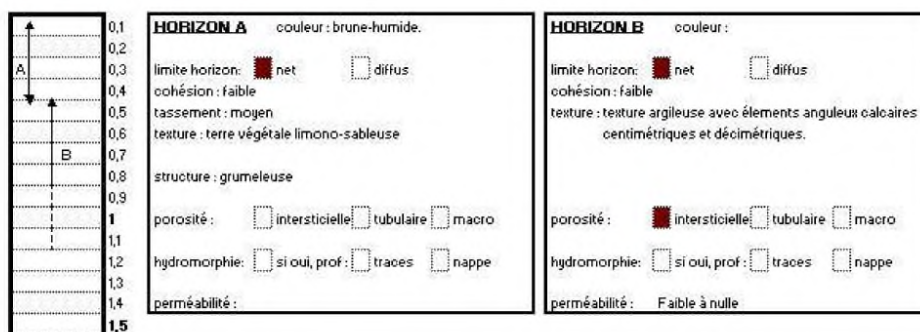 A
B
0,1
0,2
0,3
0,4
0,5
0,6
0,7
0,8
0,9
1
1,1
1,2
1,3
1,4
1,5
HORIZON A couleur : brune-humide.
limite horizon: net diffus
cohésion : faible
tassement : moyen
texture : terre végétale limono-sableuse
structure : grumeleuse
porosité : intersticielle tubulaire macro
hydromorphie: si oui, prof : traces nappe
perméabilité :
HORIZON B couleur :
limite horizon: net diffus
cohésion : faible
texture : texture argileuse avec élements anguleux calcaires
centimétriques et décimétriques.
porosité : intersticielle tubulaire macro
hydromorphie: si oui, prof : traces nappe
perméabilité : Faible à nulle